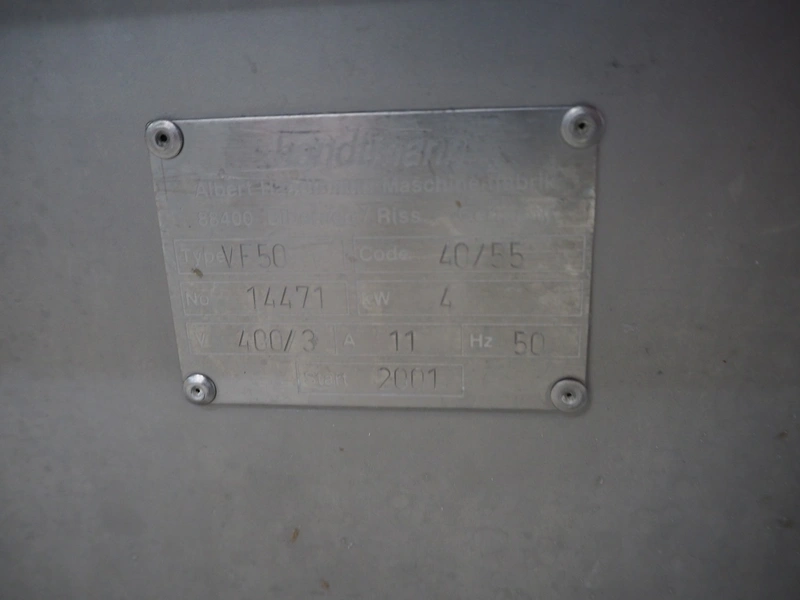 handtmann
Albert Handtmann Maschinenfabrik
88400 Biberach / Riss
Type VF50 Code 40/55
No. 14471 kW 4
V 400/3 A 11 Hz 50
2001